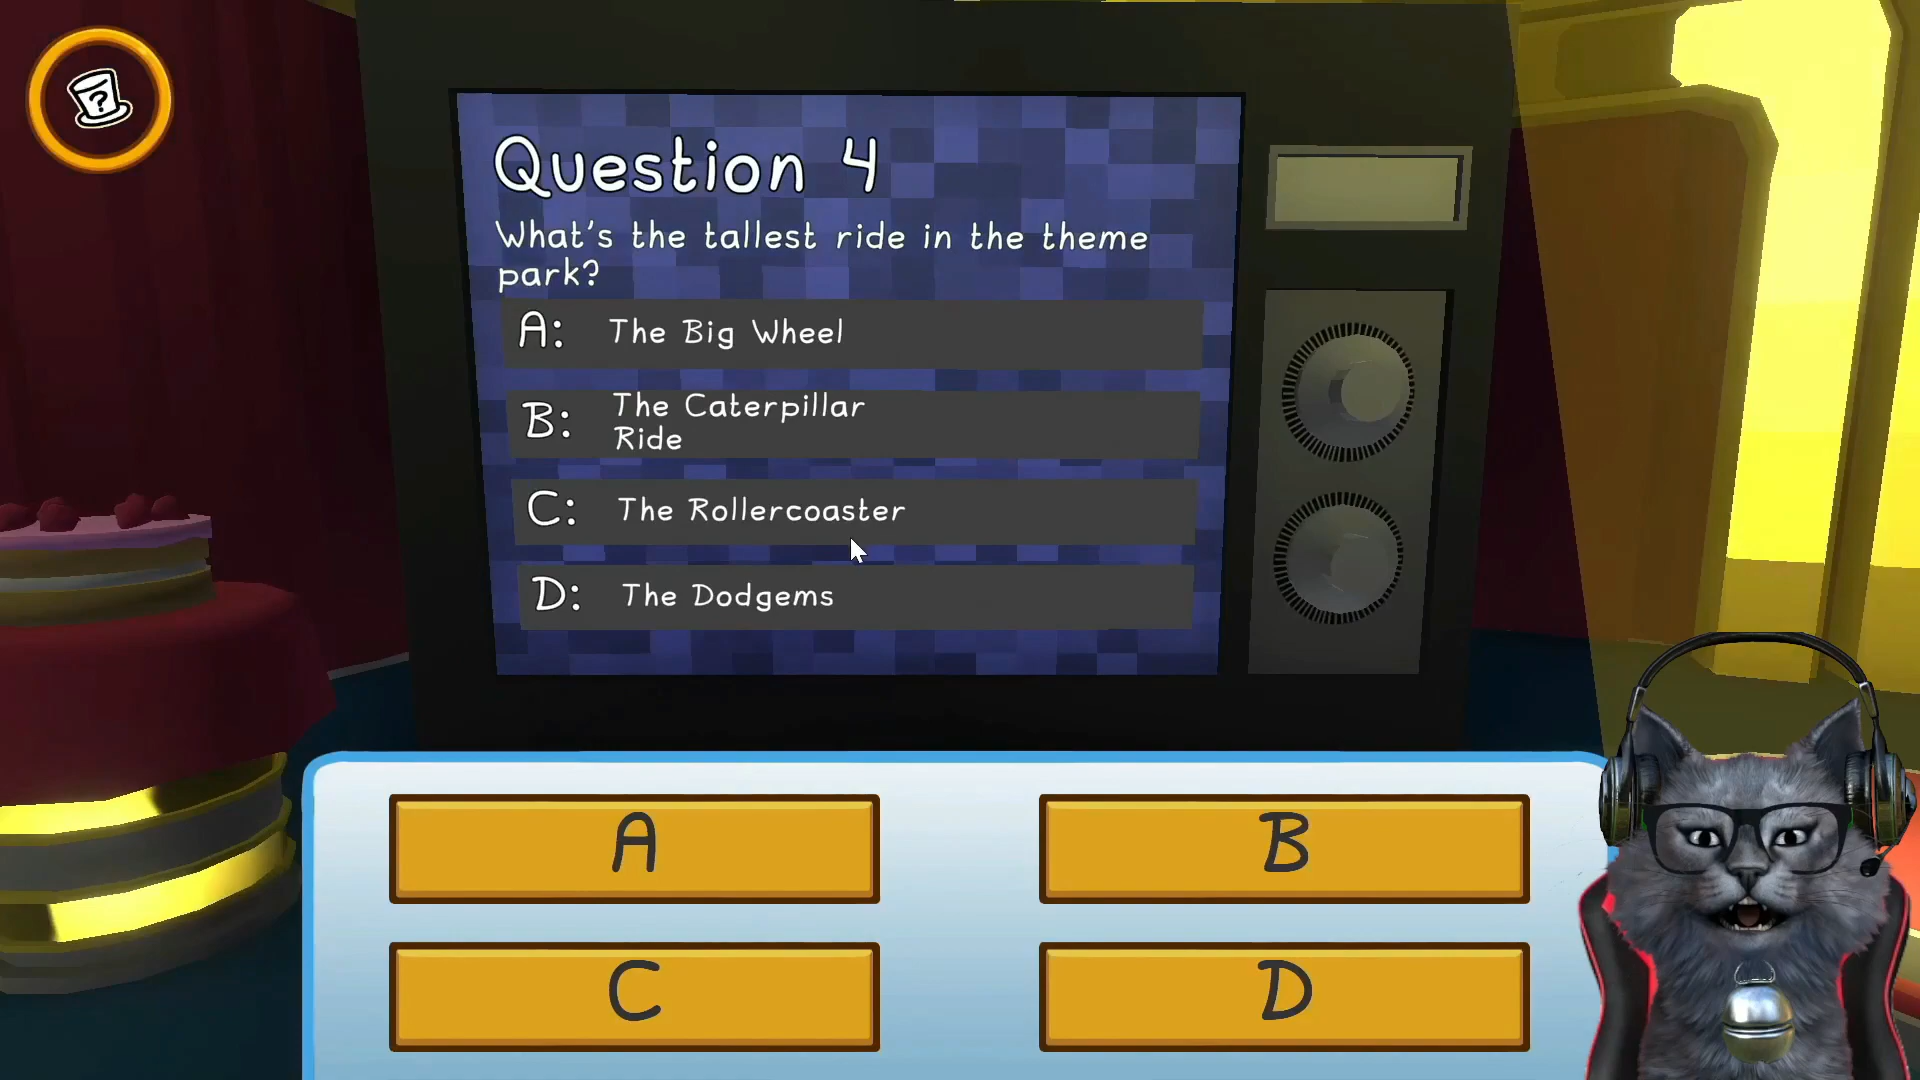 ?
Question 4
What's the tallest ride in the theme
park?
A: The Big Wheel
B: The Caterpillar
Ride
C: The Rollercoaster
D: The Dodgems
A
B
C
D